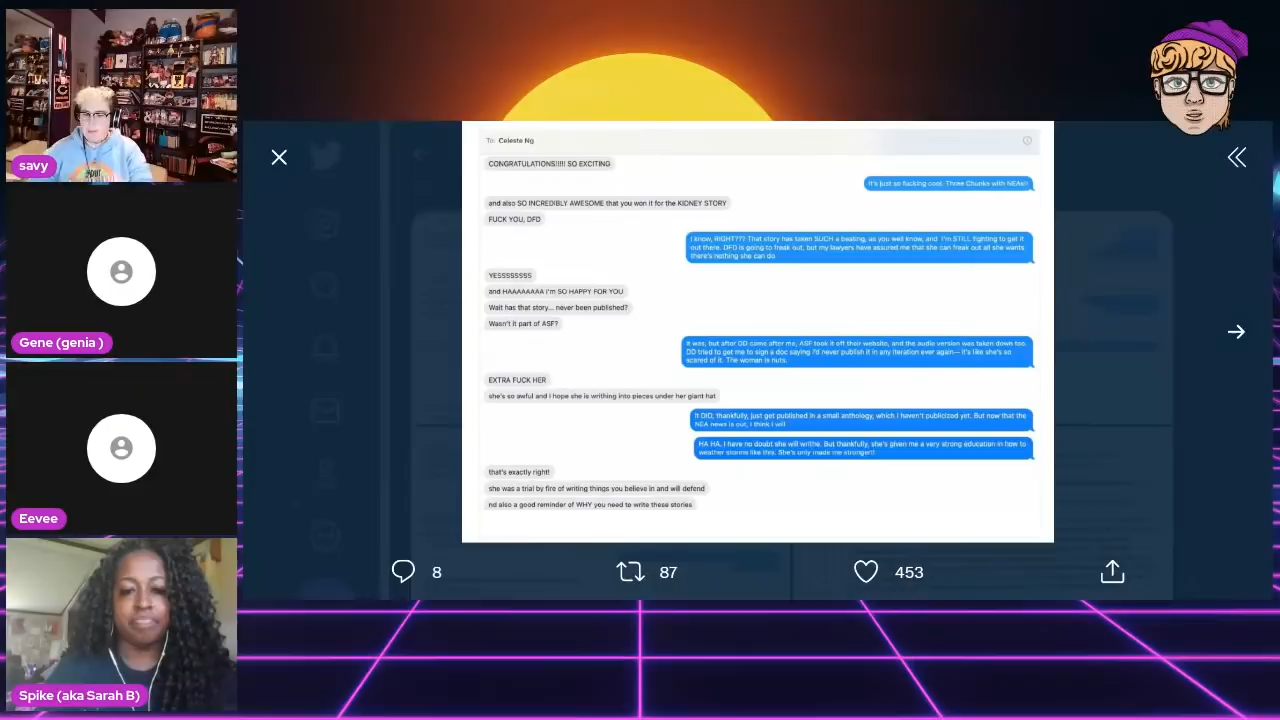 savy
Gene (genia )
Eevee
Spike (aka Sarah B)
To: Celeste Ng
CONGRATULATIONS!!!!! SO EXCITING
It's just so fucking cool. Three Chunks with NEAs!!
and also SO INCREDIBLY AWESOME that you won it for the KIDNEY STORY
FUCK YOU, DFD
I know, RIGHT??? That story has taken SUCH a beating, as you well know, and I'm STILL fighting to get it
out there. DFD is going to freak out, but my lawyers have assured me that she can freak out all she wants
there's nothing she can do.
YESSSSSSSS
and HAAAAAAA I'm SO HAPPY FOR YOU
Wait has that story... never been published?
Wasn't it part of ASF?
It was, but after DD came after me, ASF took it off their website, and the audio version was taken down too.
DD tried to get me to sign a doc saying I'd never publish it in any iteration ever again— it's like she's so
scared of it. The woman is nuts.
EXTRA FUCK HER
she's so awful and I hope she is writhing into pieces under her giant hat
It DID, thankfully, just get published in a small anthology, which I haven't publicized yet. But now that the
NEA news is out, I think I will
HA HA. I have no doubt she will writhe. But thankfully, she's given me a very strong education in how to
weather storms like this. She's only made me stronger!!
that's exactly right!
she was a trial by fire of writing things you believe in and will defend
nd also a good reminder of WHY you need to write these stories
8
87
453